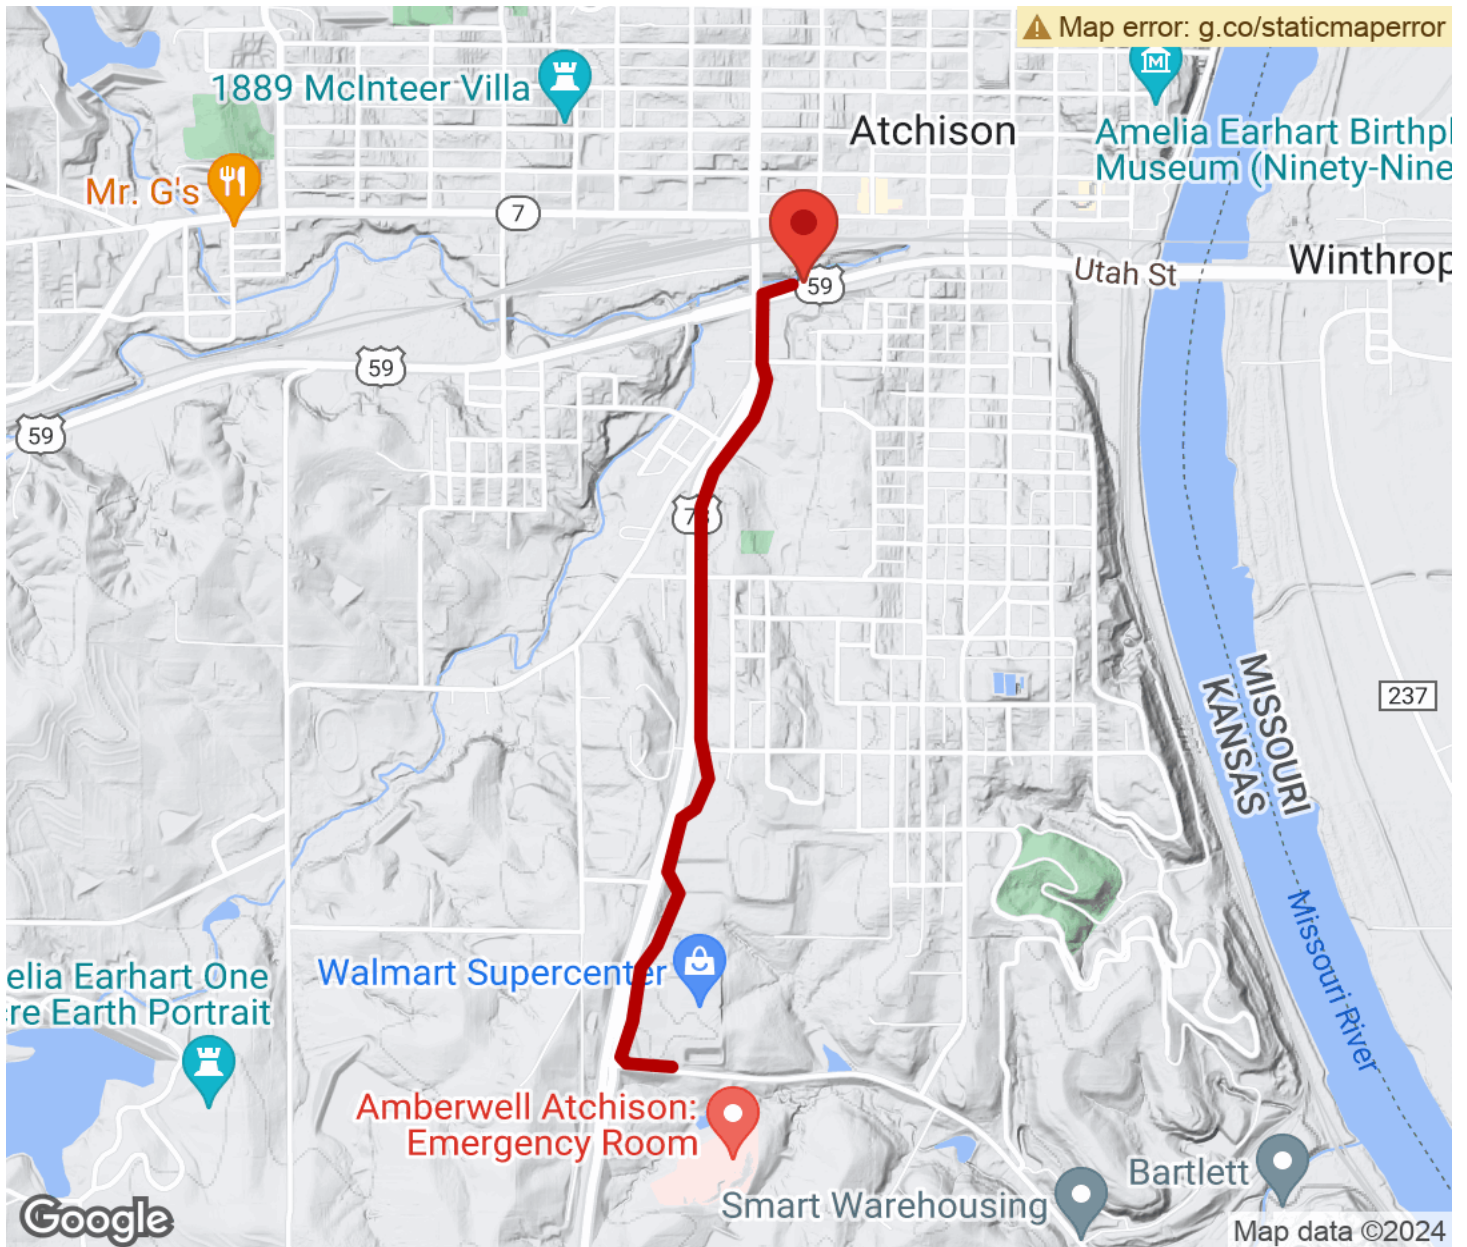 Map error: g.co/staticmaperror
1889 McInteer Villa
Atchison
Amelia Earhart Birthpl
Museum (Ninety-Nine
Mr. G's
7
Winthrop
Utah St
59
59
59
MISSOURI
KANSAS
237
Missouri River
elia Earhart One
re Earth Portrait
Walmart Supercenter
Amberwell Atchison:
Emergency Room
Bartlett
Smart Warehousing
Google
Map data ©2024